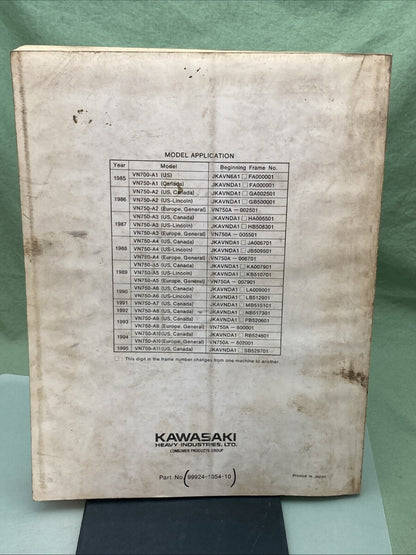 MODEL APPLICATION
Year Model Beginning Frame No.
1985 VN700-A1 (US) JKAVN6A1□FA000001
VN750-A1 (Canada) JKAVNDA1□FA000001
1986 VN750-A2 (US, Canada) JKAVNDA1□GA002501
VN750-A2 (US-Lincoln) JKAVNDA1□GB500001
VN750-A2 (Europe, General) VN750A-002501
1987 VN750-A3 (US, Canada) JKAVNDA1□HA005501
VN750-A3 (US-Lincoln) JKAVNDA1□HB506301
VN750-A3 (Europe, General) VN750A-005501
1988 VN750-A4 (US, Canada) JKAVNDA1□JA006701
VN750-A4 (US-Lincoln) JKAVNDA1□JB509501
VN750-A4 (Europe, General) VN750A-006701
1989 VN750-A5 (US, Canada) JKAVNDA1□KA007901
VN750-A5 (US-Lincoln) JKAVNDA1□KB510701
VN750-A5 (Europe, General) VN750A-007901
1990 VN750-A6 (US, Canada) JKAVNDA1□LA009001
VN750-A6 (US-Lincoln) JKAVNDA1□LB512901
1991 VN750-A7 (US, Canada) JKAVNDA1□MB515101
1992 VN750-A8 (US, Canada) JKAVNDA1□NB517301
1993 VN750-A9 (US, Canada) JKAVNDA1□PB520601
VN750-A9 (Europe, General) VN750A-600001
1994 VN750-A10 (US, Canada) JKAVNDA1□RB524801
VN750-A10 (Europe, General) VN750A-602001
1995 VN750-A11 (US, Canada) JKAVNDA1□SB529701
□: This digit in the frame number changes from one machine to another.
KAWASAKI
HEAVY INDUSTRIES, LTD.
CONSUMER PRODUCTS GROUP
Part No. (99924-1054-10)
Printed in Japan